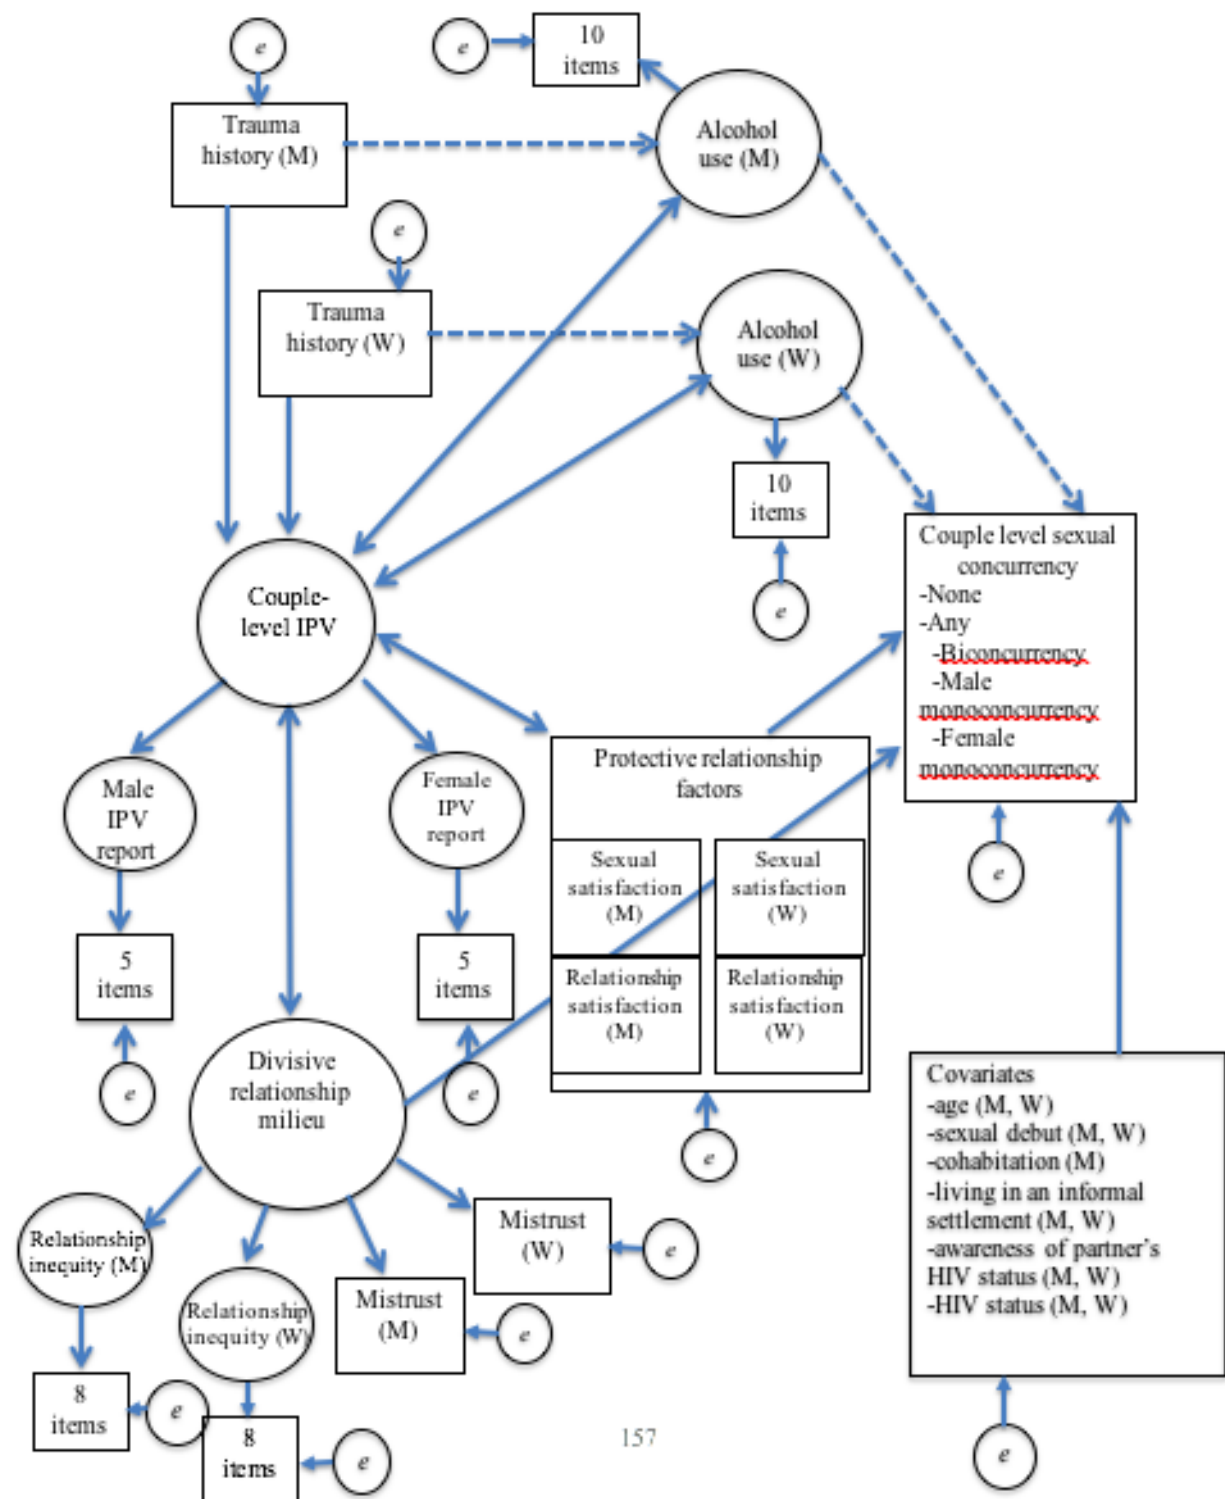 e
e
10
items
Trauma
history (M)
Alcohol
use (M)
e
Trauma
history (W)
Alcohol
use (W)
10
items
e
Couple-
level IPV
Couple level sexual
concurrency
-None
-Any
-Biconcurrency
-Male
monoconcurrency
-Female
monoconcurrency
e
Male
IPV
report
Female
IPV
report
5
items
e
5
items
e
Protective relationship
factors
Sexual
satisfaction
(M)
Sexual
satisfaction
(W)
Relationship
satisfaction
(M)
Relationship
satisfaction
(W)
e
Divisive
relationship
milieu
Covariates
-age (M, W)
-sexual debut (M, W)
-cohabitation (M)
-living in an informal
settlement (M, W)
-awareness of partner's
HIV status (M, W)
-HIV status (M, W)
e
Relationship
inequity (M)
Relationship
inequity (W)
Mistrust
(M)
e
Mistrust
(W)
e
8
items
e
8
items
e
157